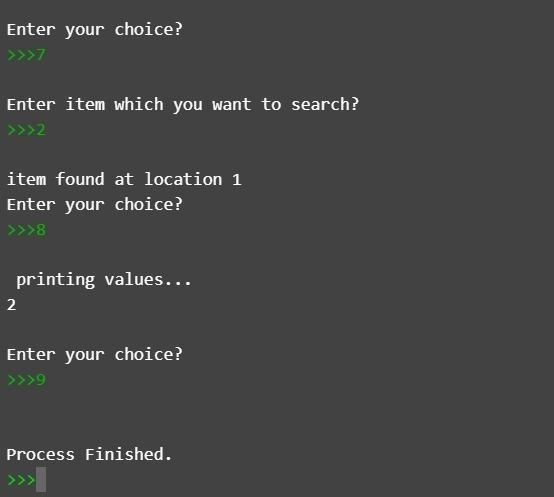 Enter your choice?
>>>7
Enter item which you want to search?
>>>2
item found at location 1
Enter your choice?
>>>8
printing values...
2
Enter your choice?
>>>9
Process Finished.
>>>